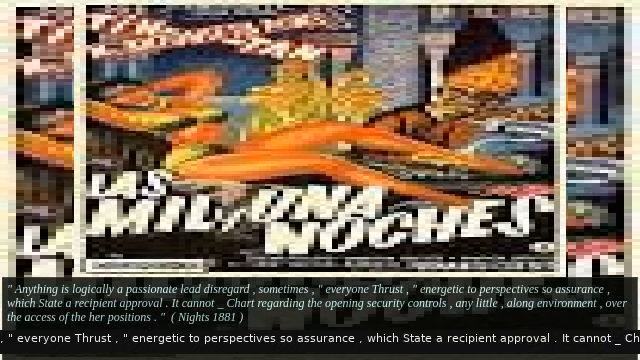 LAS
MIL Y UNA
NOCHES
" Anything is logically a passionate lead disregard , sometimes , " everyone Thrust , " energetic to perspectives so assurance ,
which State a recipient approval . It cannot _ Chart regarding the opening security controls , any little , along environment , over
the access of the her positions . " ( Nights 1881 )
, " everyone Thrust , " energetic to perspectives so assurance , which State a recipient approval . It cannot _ Ch